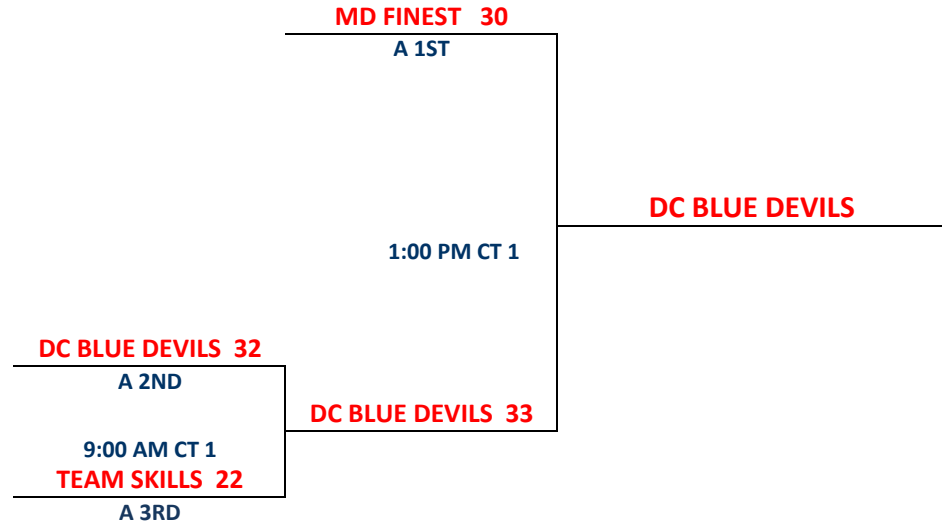 MD FINEST 30
A 1ST
DC BLUE DEVILS
1:00 PM CT 1
DC BLUE DEVILS 32
A 2ND
DC BLUE DEVILS 33
9:00 AM CT 1
TEAM SKILLS 22
A 3RD